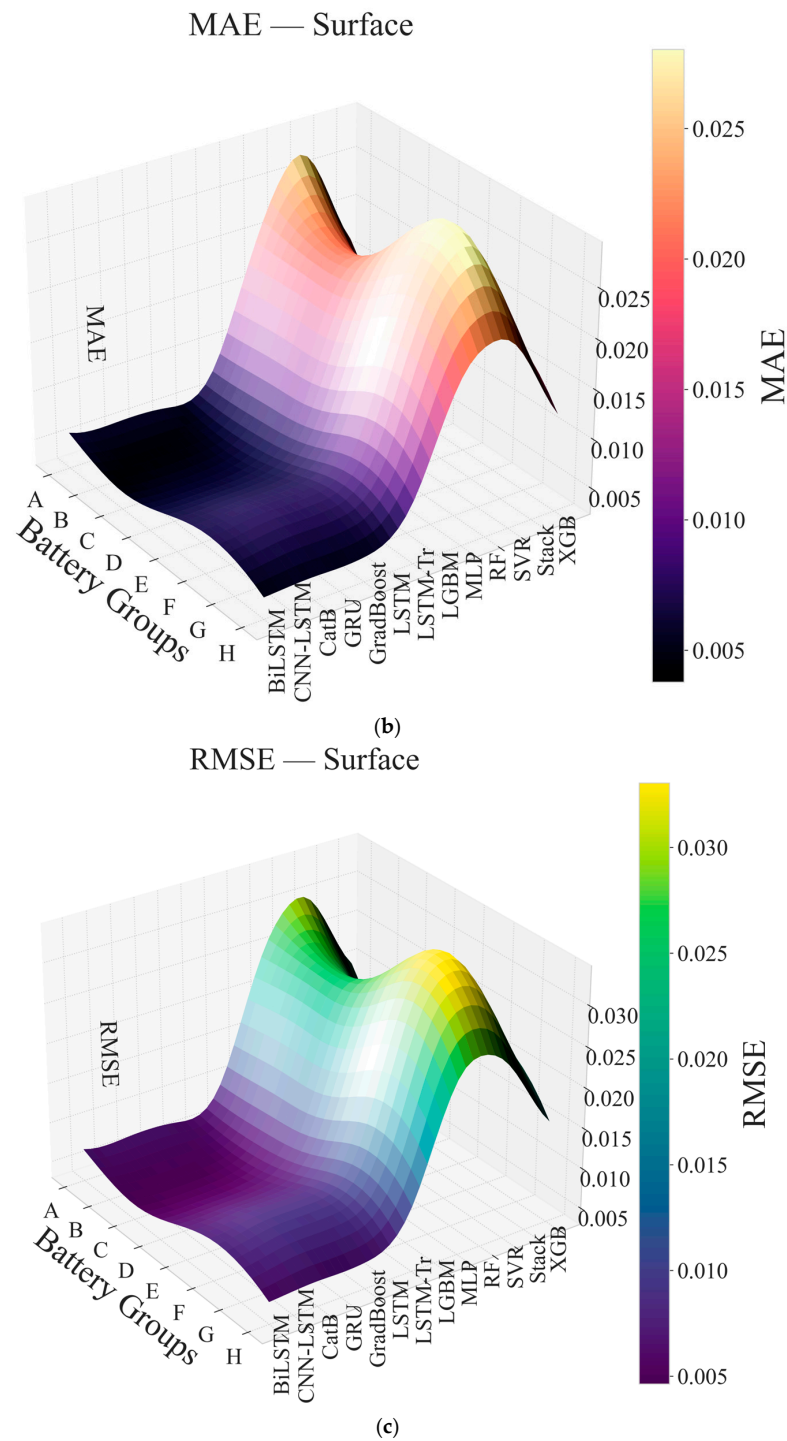 MAE — Surface
MAE
0.025
0.020
0.015
0.010
0.005
MAE
0.025
0.020
0.015
0.010
0.005
A
B
C
D
E
F
G
H
Battery Groups
BiLSTM
CNN-LSTM
CatB
GRU
GradBoost
LSTM
LSTM-Tr
LGBM
MLP
RF
SVR
Stack
XGB
(b)
RMSE — Surface
RMSE
0.030
0.025
0.020
0.015
0.010
0.005
RMSE
0.030
0.025
0.020
0.015
0.010
0.005
A
B
C
D
E
F
G
H
Battery Groups
BiLSTM
CNN-LSTM
CatB
GRU
GradBoost
LSTM
LSTM-Tr
LGBM
MLP
RF
SVR
Stack
XGB
(c)